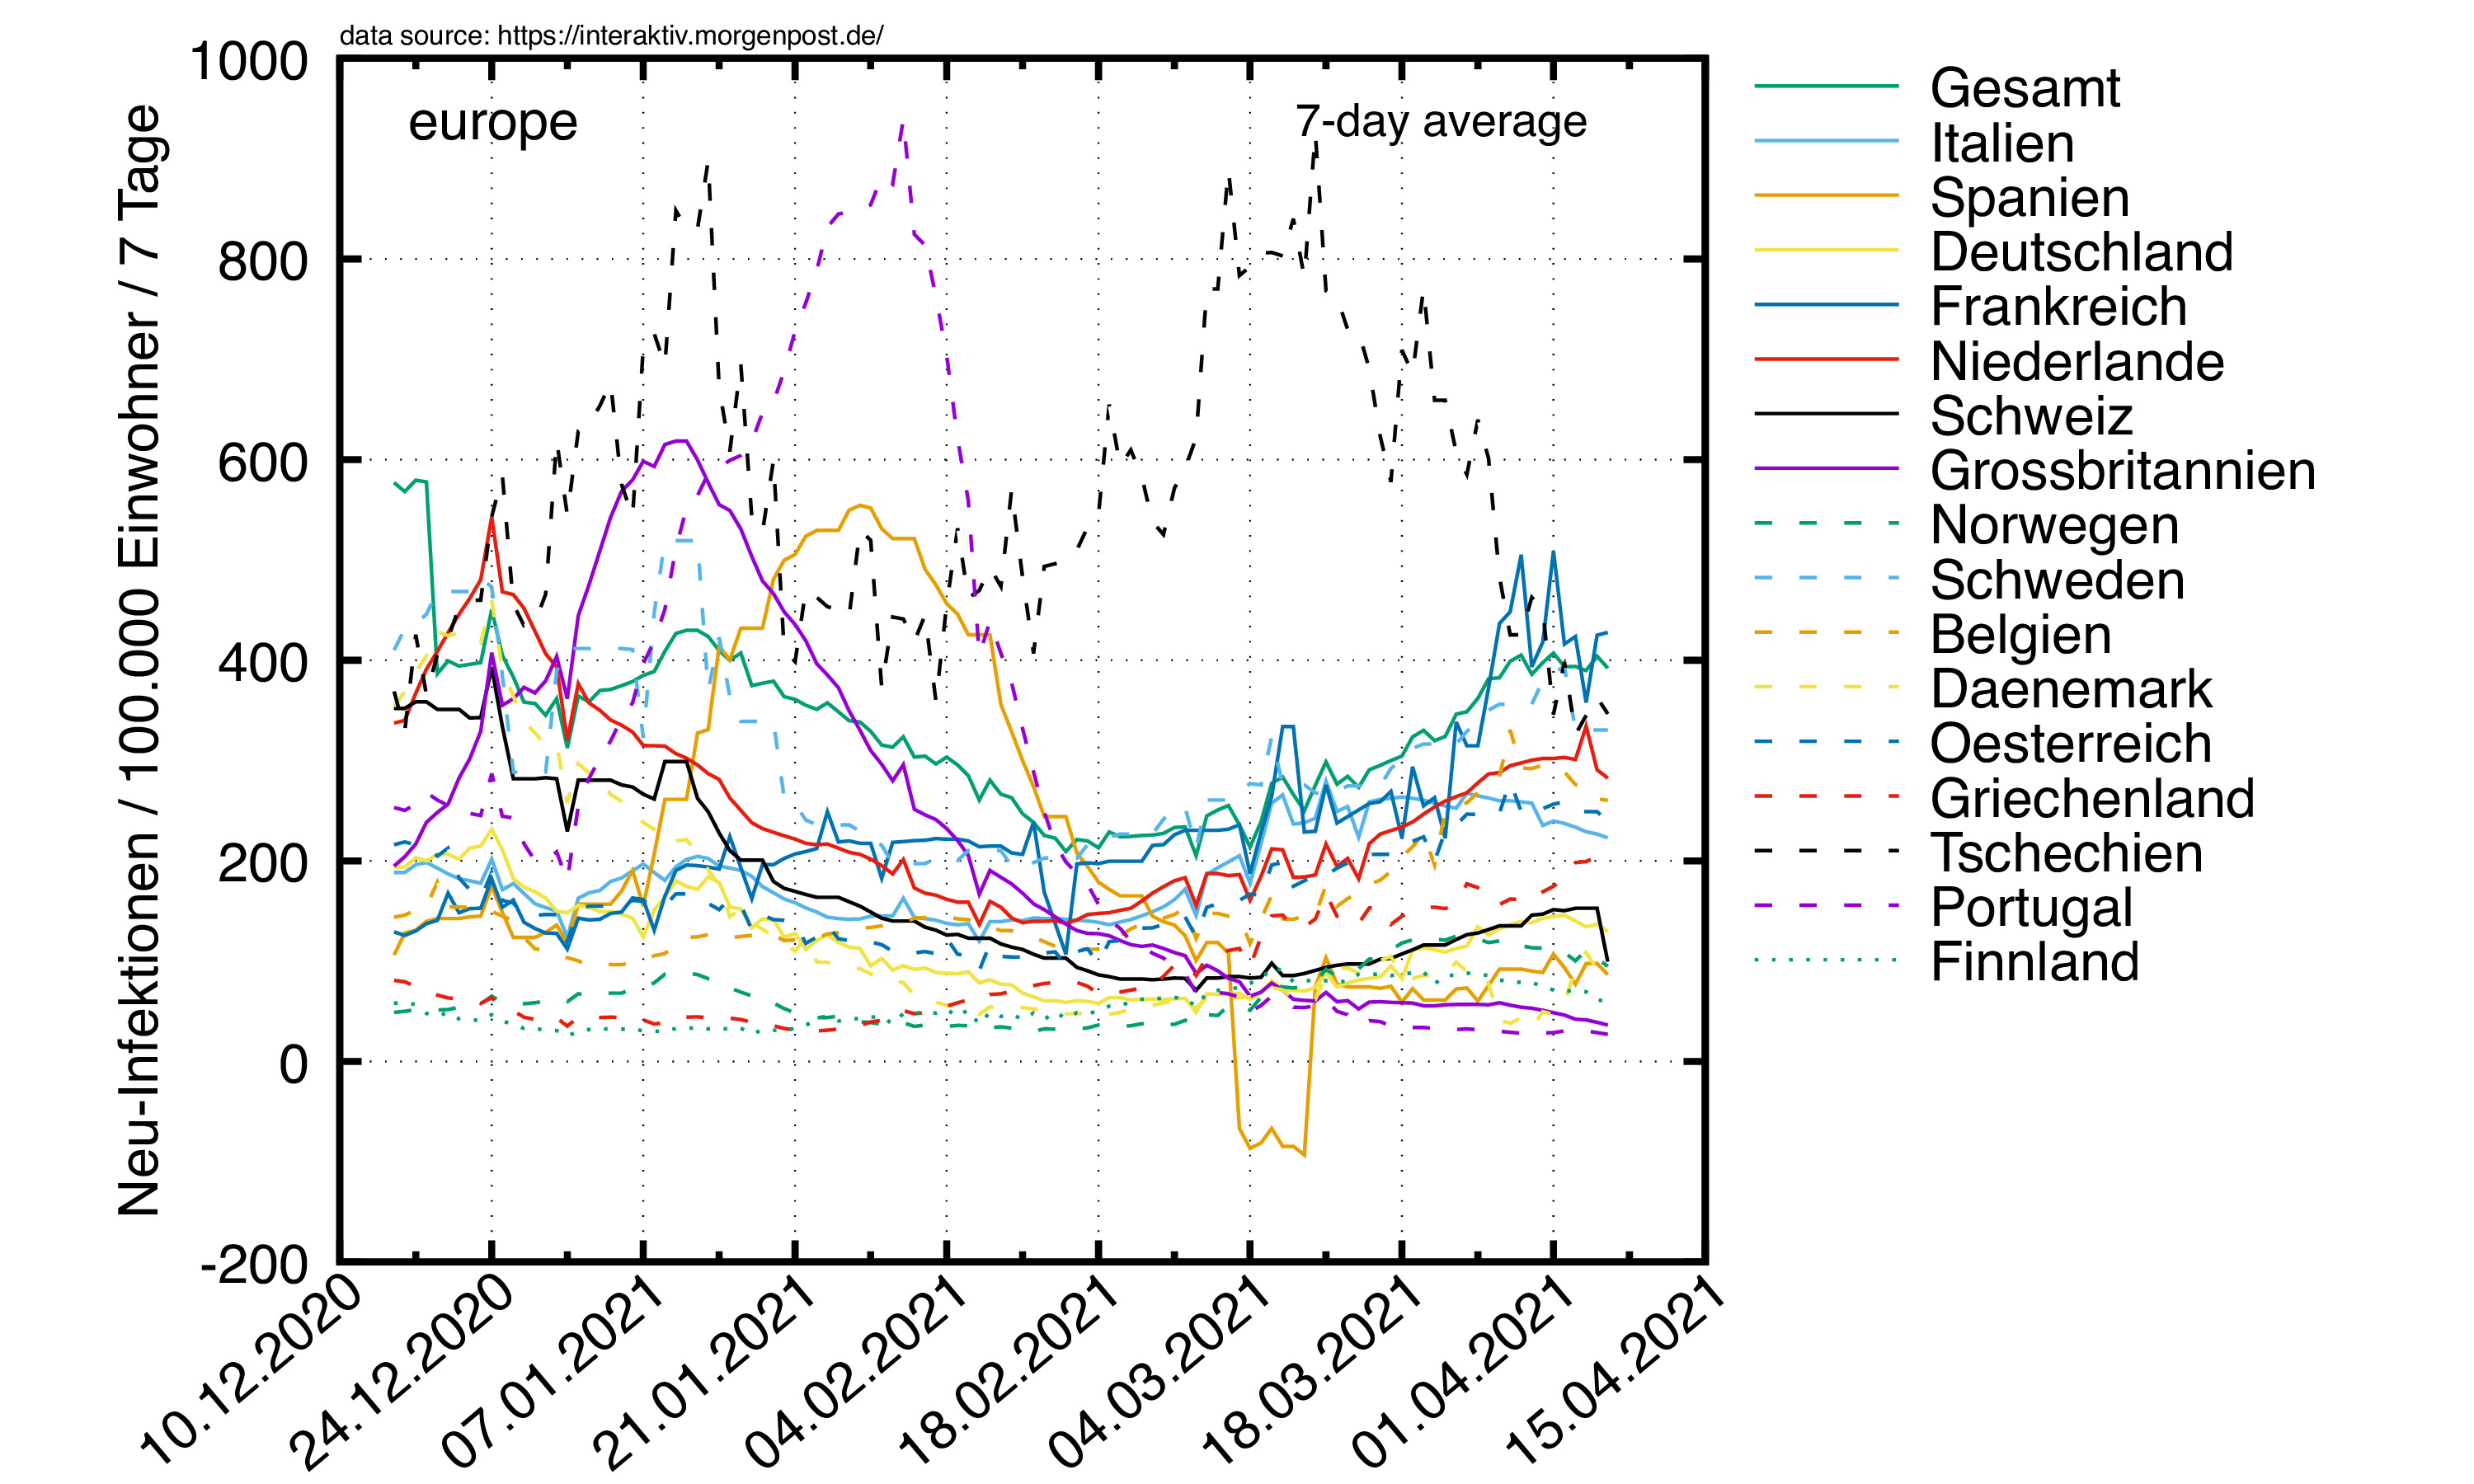 data source: https://interaktiv.morgenpost.de/
europe
7-day average
Neu-Infektionen / 100.000 Einwohner / 7 Tage
1000
800
600
400
200
0
-200
10.12.2020
24.12.2020
07.01.2021
21.01.2021
04.02.2021
18.02.2021
04.03.2021
18.03.2021
01.04.2021
15.04.2021
Gesamt
Italien
Spanien
Deutschland
Frankreich
Niederlande
Schweiz
Grossbritannien
Norwegen
Schweden
Belgien
Daenemark
Oesterreich
Griechenland
Tschechien
Portugal
Finnland